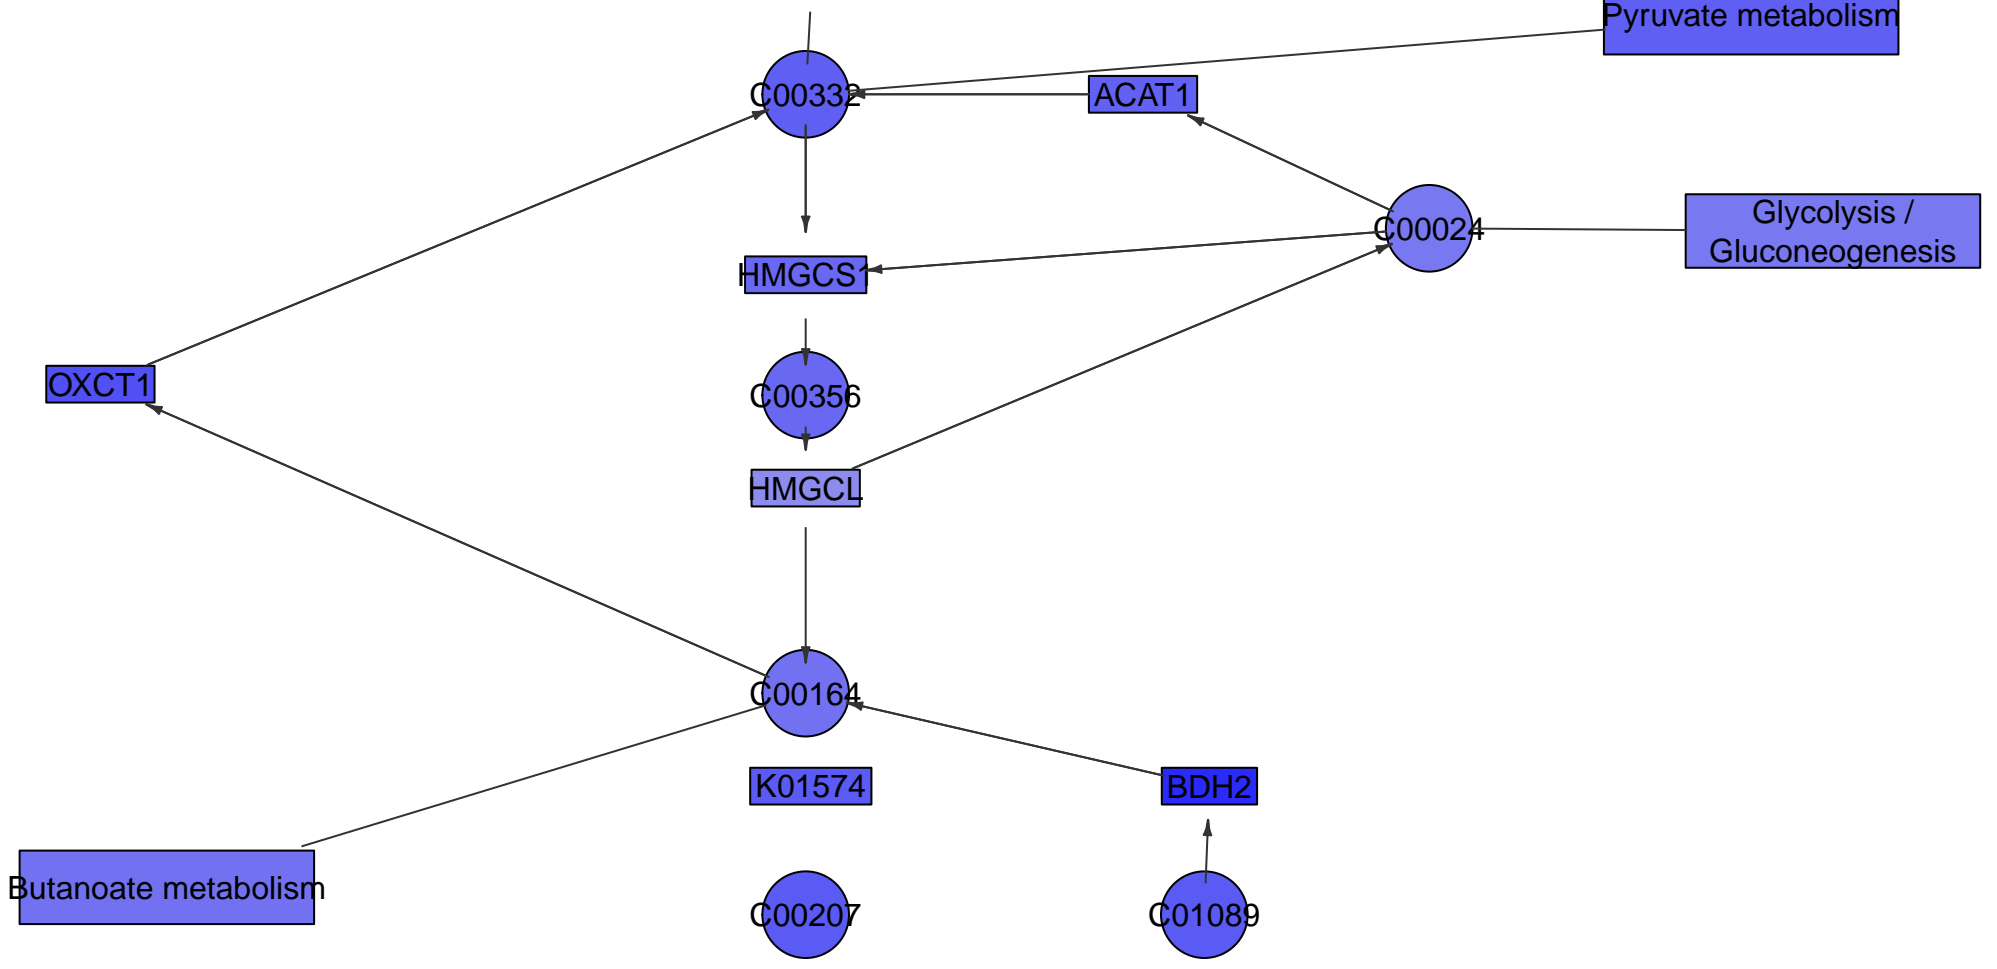 Pyruvate metabolism
C00332
ACAT1
Glycolysis /
Gluconeogenesis
C00024
HMGCS1
OXCT1
C00356
HMGCL
C00164
K01574
BDH2
Butanoate metabolism
C00207
C01089